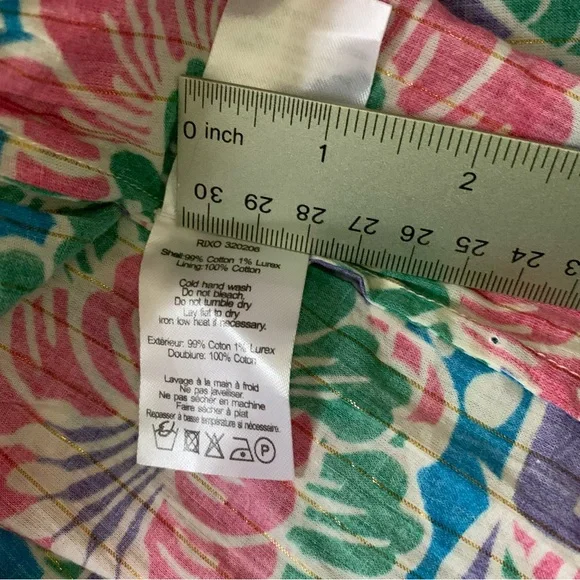 0 inch 1 2 3
30 29 28 27 26 25 24 23
RIXO 320206
Shell:99% Cotton 1% Lurex
Lining:100% Cotton
Cold hand wash
Do not bleach.
Do not tumble dry
Lay flat to dry
Iron low heat if necessary.
Extérieur: 99% Coton 1% Lurex
Doublure: 100% Coton
Lavage à la main à froid
Ne pas javelliser
Ne pas sécher en machine
Faire sécher à plat
Repasser à basse température si nécessaire.
P